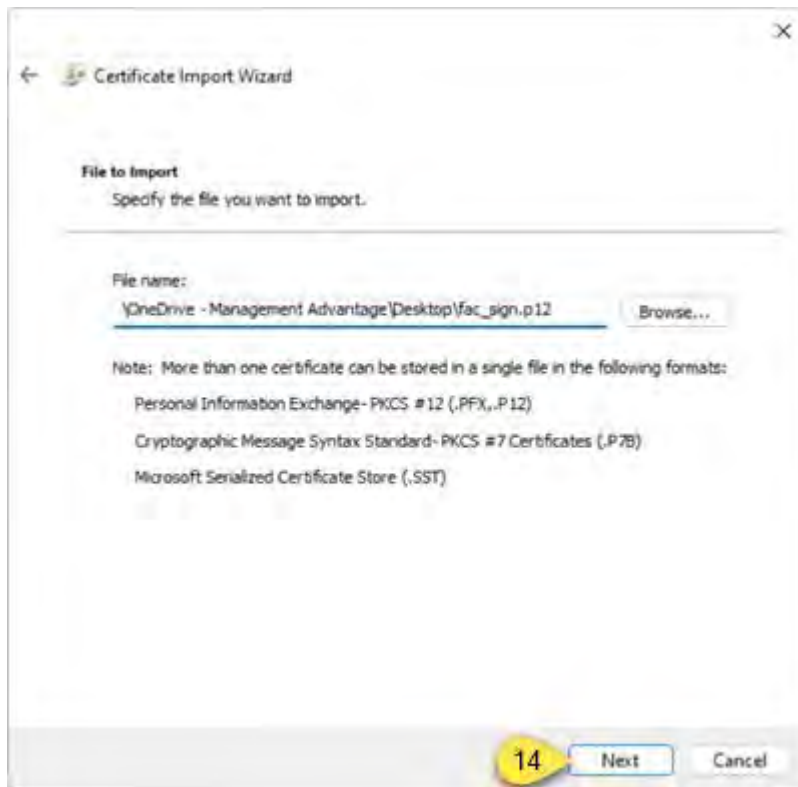 Certificate Import Wizard
File to Import
Specify the file you want to import.
File name:
\OneDrive - Management Advantage\Desktop\fac_sign.p12
Browse...
Note: More than one certificate can be stored in a single file in the following formats:
Personal Information Exchange- PKCS #12 (.PFX,.P12)
Cryptographic Message Syntax Standard- PKCS #7 Certificates (.P7B)
Microsoft Serialized Certificate Store (.SST)
14 Next Cancel